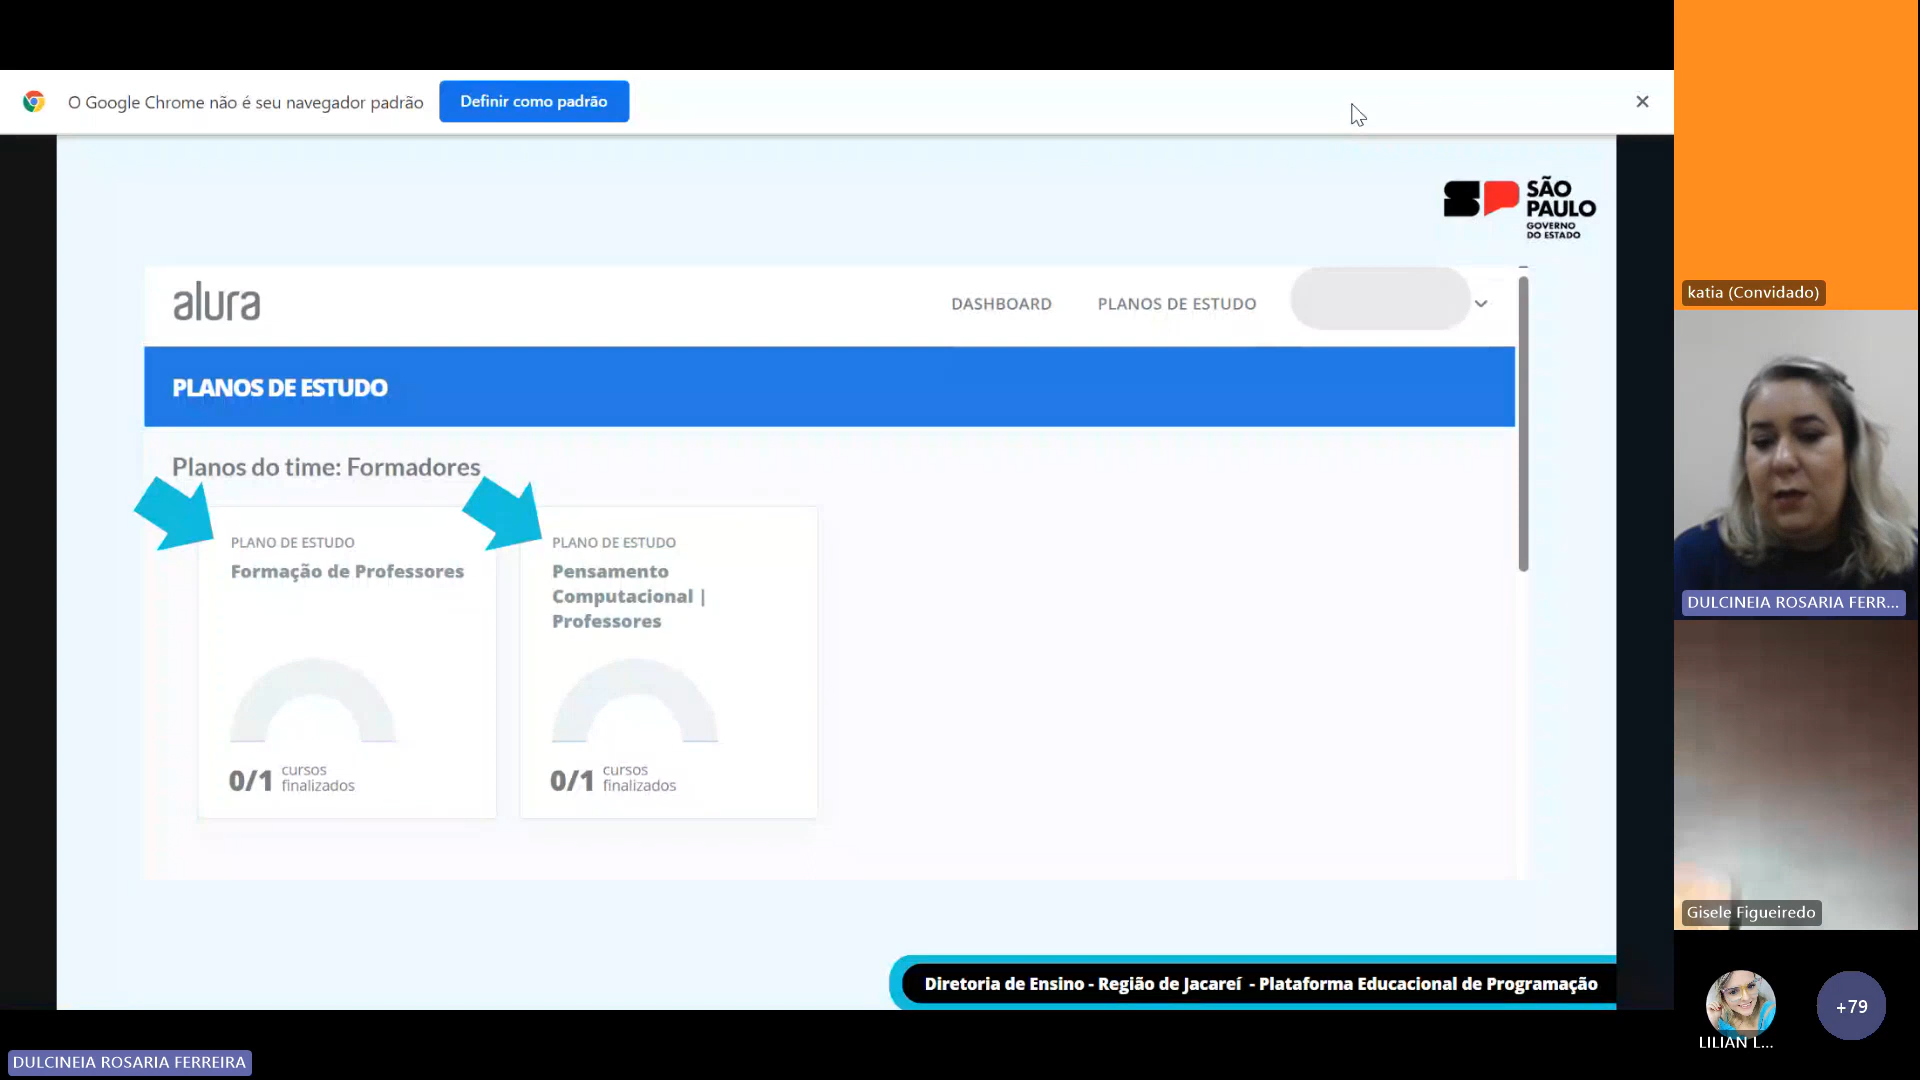 O Google Chrome não é seu navegador padrão
Definir como padrão
SÃO
PAULO
GOVERNO
DO ESTADO
alura
DASHBOARD
PLANOS DE ESTUDO
PLANOS DE ESTUDO
Planos do time: Formadores
PLANO DE ESTUDO
Formação de Professores
0/1 cursos
finalizados
PLANO DE ESTUDO
Pensamento
Computacional |
Professores
0/1 cursos
finalizados
Diretoria de Ensino - Região de Jacareí - Plataforma Educacional de Programação
katia (Convidado)
DULCINEIA ROSARIA FERR...
Gisele Figueiredo
LILIAN L...
+79
DULCINEIA ROSARIA FERREIRA